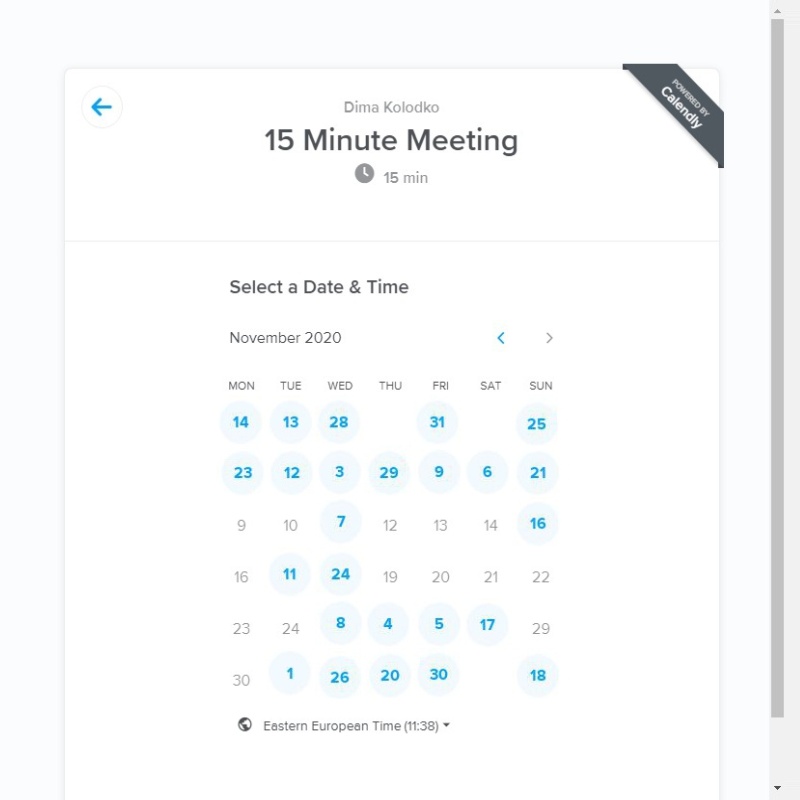 Dima Kolodko
POWERED BY
Calendly
15 Minute Meeting
15 min
Select a Date & Time
November 2020
MON TUE WED THU FRI SAT SUN
14 13 28 31 25
23 12 3 29 9 6 21
9 10 7 12 13 14 16
16 11 24 19 20 21 22
23 24 8 4 5 17 29
30 1 26 20 30 18
Eastern European Time (11:38)